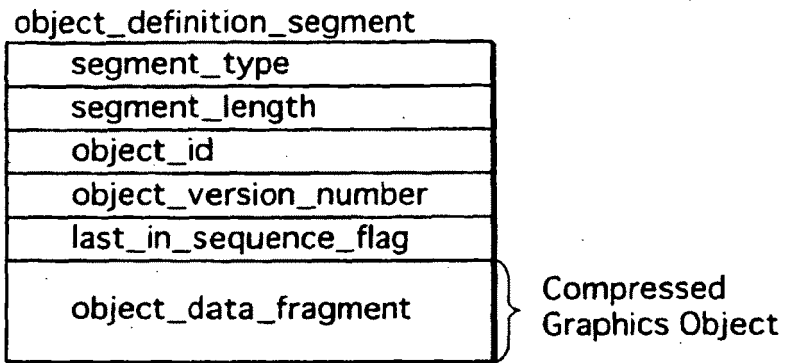 object_definition_segment
segment_type
segment_length
object_id
object_version_number
last_in_sequence_flag
object_data_fragment
Compressed
Graphics Object